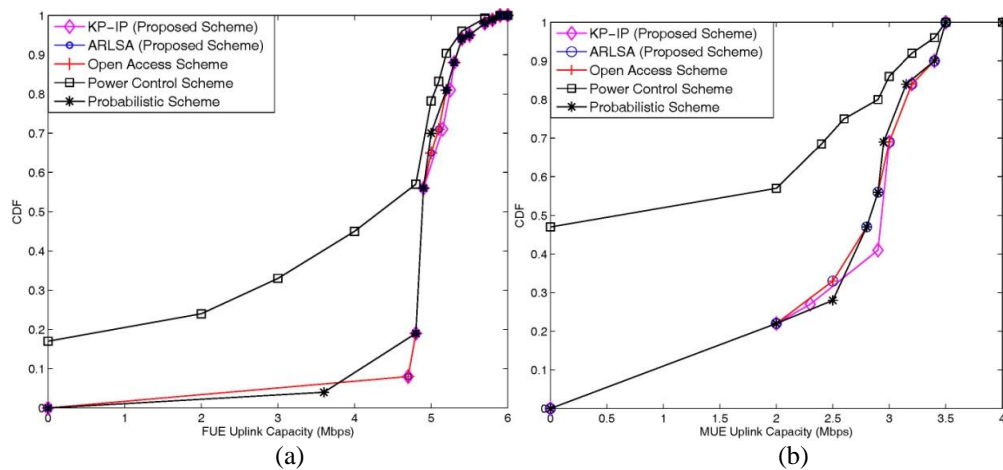 KP-IP (Proposed Scheme)
ARLSA (Proposed Scheme)
Open Access Scheme
Power Control Scheme
Probabilistic Scheme
1
0.9
0.8
0.7
0.6
0.5
0.4
0.3
0.2
0.1
0
CDF
0 1 2 3 4 5 6
FUE Uplink Capacity (Mbps)
(a)
KP-IP (Proposed Scheme)
ARLSA (Proposed Scheme)
Open Access Scheme
Power Control Scheme
Probabilistic Scheme
1
0.9
0.8
0.7
0.6
0.5
0.4
0.3
0.2
0.1
0
CDF
0 0.5 1 1.5 2 2.5 3 3.5 4
MUE Uplink Capacity (Mbps)
(b)